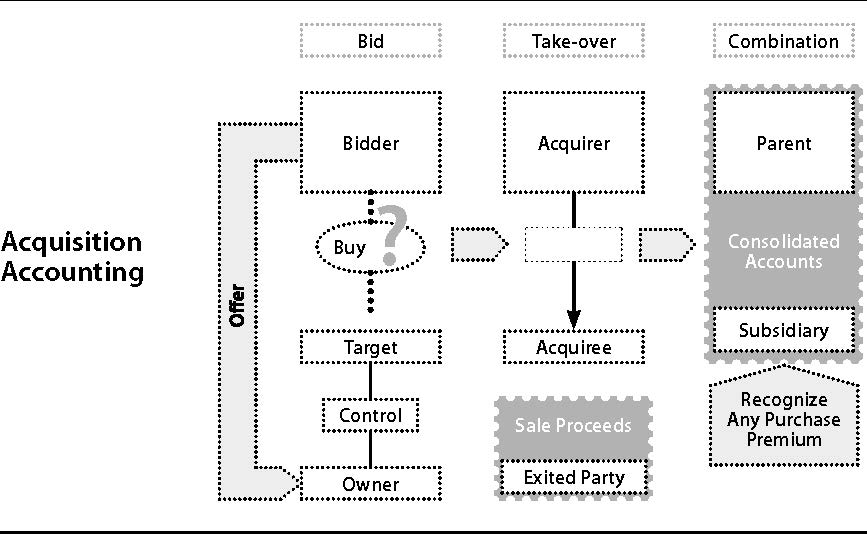 Bid
Take-over
Combination
Acquisition
Accounting
Offer
Bidder
Buy ?
Target
Control
Owner
Acquirer
Acquiree
Sale Proceeds
Exited Party
Parent
Consolidated
Accounts
Subsidiary
Recognize
Any Purchase
Premium